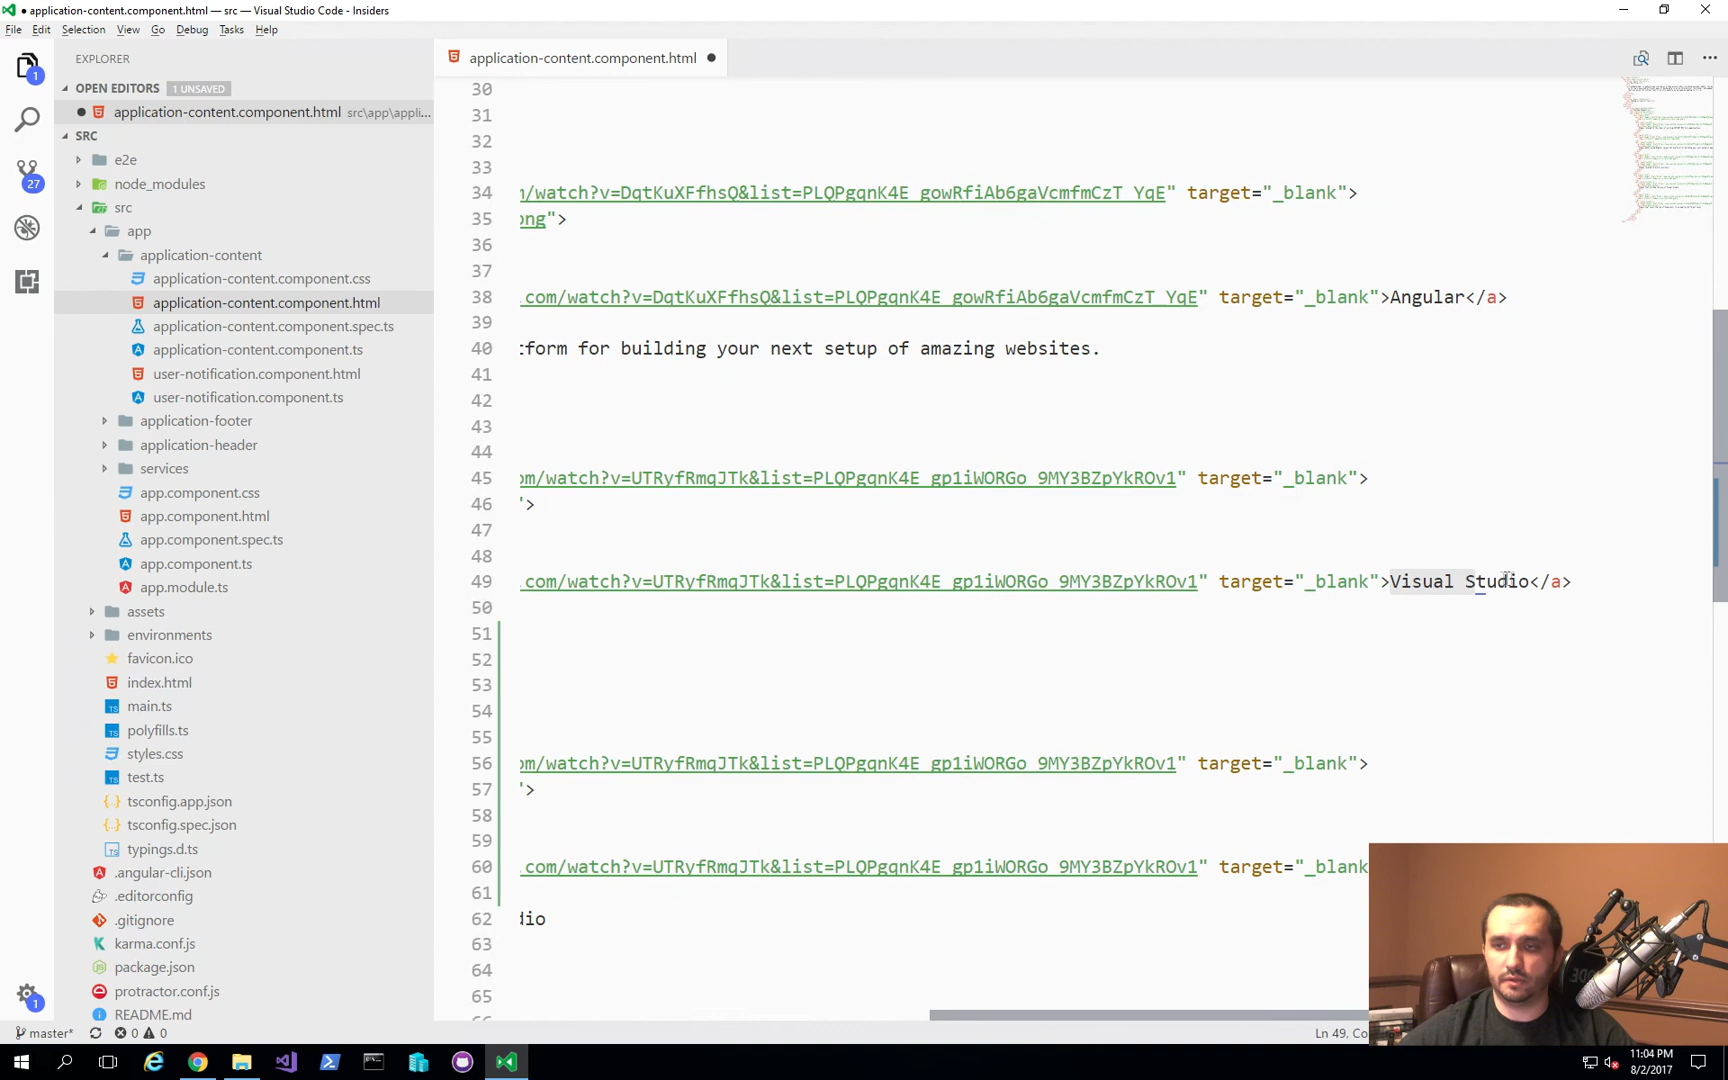 application-content.component.html — src — Visual Studio Code - Insiders
File Edit Selection View Go Debug Tasks Help
EXPLORER
application-content.component.html
OPEN EDITORS 1 UNSAVED
application-content.component.html src\app\appli...
SRC
e2e
node_modules
src
app
application-content
application-content.component.css
application-content.component.html
application-content.component.spec.ts
application-content.component.ts
user-notification.component.html
user-notification.component.ts
application-footer
application-header
services
app.component.css
app.component.html
app.component.spec.ts
app.component.ts
app.module.ts
assets
environments
favicon.ico
index.html
main.ts
polyfills.ts
styles.css
test.ts
tsconfig.app.json
tsconfig.spec.json
typings.d.ts
.angular-cli.json
.editorconfig
.gitignore
karma.conf.js
package.json
protractor.conf.js
README.md
1
27
1
30
31
32
33
34 m/watch?v=DqtKuXFfhsQ&list=PLQPgqnK4E_gowRfiAb6gaVcmfmCzT_YqE" target="_blank">
35 ong">
36
37
38 .com/watch?v=DqtKuXFfhsQ&list=PLQPgqnK4E_gowRfiAb6gaVcmfmCzT_YqE" target="_blank">Angular</a>
39
40 tform for building your next setup of amazing websites.
41
42
43
44
45 om/watch?v=UTRyfRmqJTk&list=PLQPgqnK4E_gp1iWORGo_9MY3BZpYkROv1" target="_blank">
46 ">
47
48
49 .com/watch?v=UTRyfRmqJTk&list=PLQPgqnK4E_gp1iWORGo_9MY3BZpYkROv1" target="_blank">Visual Studio</a>
50
51
52
53
54
55
56 om/watch?v=UTRyfRmqJTk&list=PLQPgqnK4E_gp1iWORGo_9MY3BZpYkROv1" target="_blank">
57 ">
58
59
60 .com/watch?v=UTRyfRmqJTk&list=PLQPgqnK4E_gp1iWORGo_9MY3BZpYkROv1" target="_blank
61
62 dio
63
64
65
master* 0 0
Ln 49, Co
11:04 PM
8/2/2017